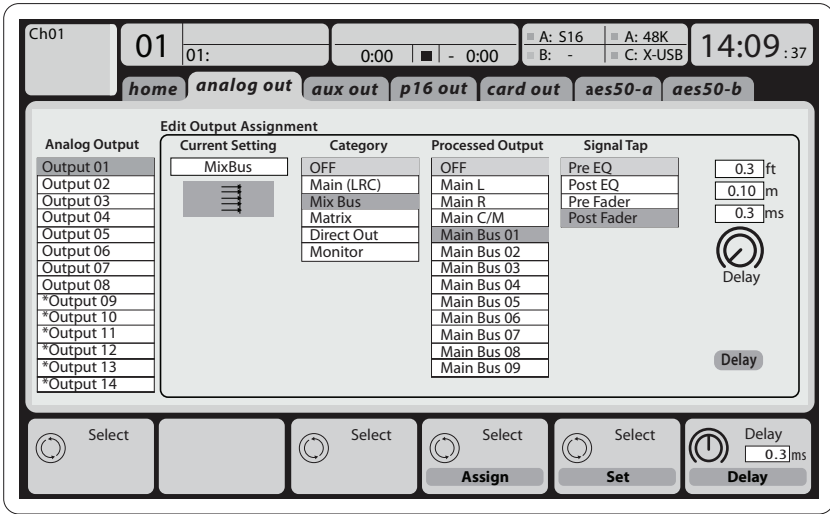 Ch01
01
01:
0:00
- 0:00
A: S16
B: -
A: 48K
C: X-USB
14:09 :37
home
analog out
aux out
p16 out
card out
aes50-a
aes50-b
Edit Output Assignment
Analog Output
Output 01
Output 02
Output 03
Output 04
Output 05
Output 06
Output 07
Output 08
*Output 09
*Output 10
*Output 11
*Output 12
*Output 13
*Output 14
Current Setting
MixBus
Category
OFF
Main (LRC)
Mix Bus
Matrix
Direct Out
Monitor
Processed Output
OFF
Main L
Main R
Main C/M
Main Bus 01
Main Bus 02
Main Bus 03
Main Bus 04
Main Bus 05
Main Bus 06
Main Bus 07
Main Bus 08
Main Bus 09
Signal Tap
Pre EQ
Post EQ
Pre Fader
Post Fader
0.3 ft
0.10 m
0.3 ms
Delay
Delay
Select
Select
Select
Assign
Select
Set
Delay
0.3 ms
Delay